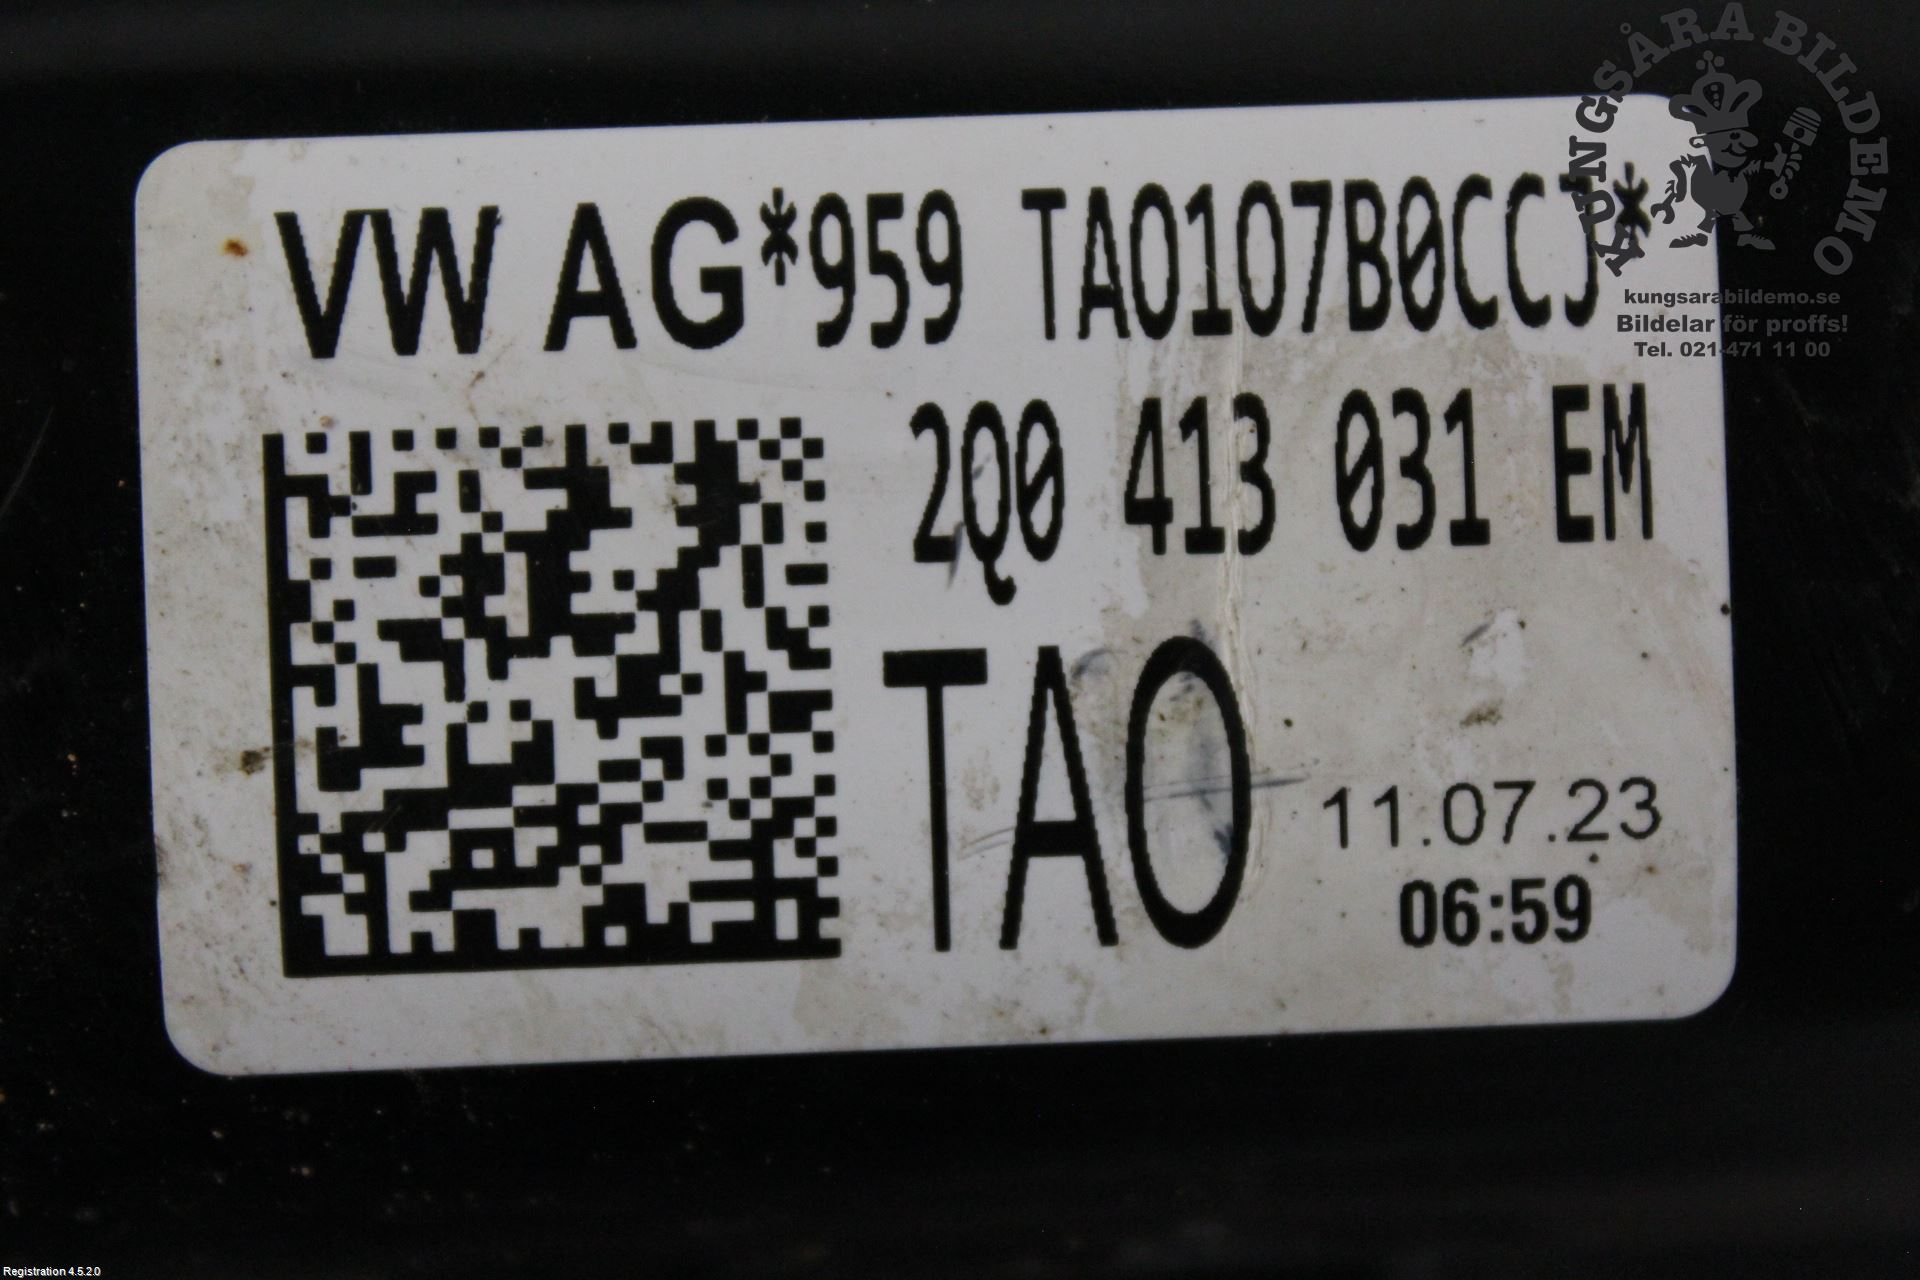 KUNGSÅRA BILDEMO
VW AG*959 TAO107B0CCJ*
kungsarabildemo.se
Bildelar för proffs!
Tel. 021-471 11 00
2Q0 413 031 EM
TAO
11.07.23
06:59
Registration 4.5.2.0